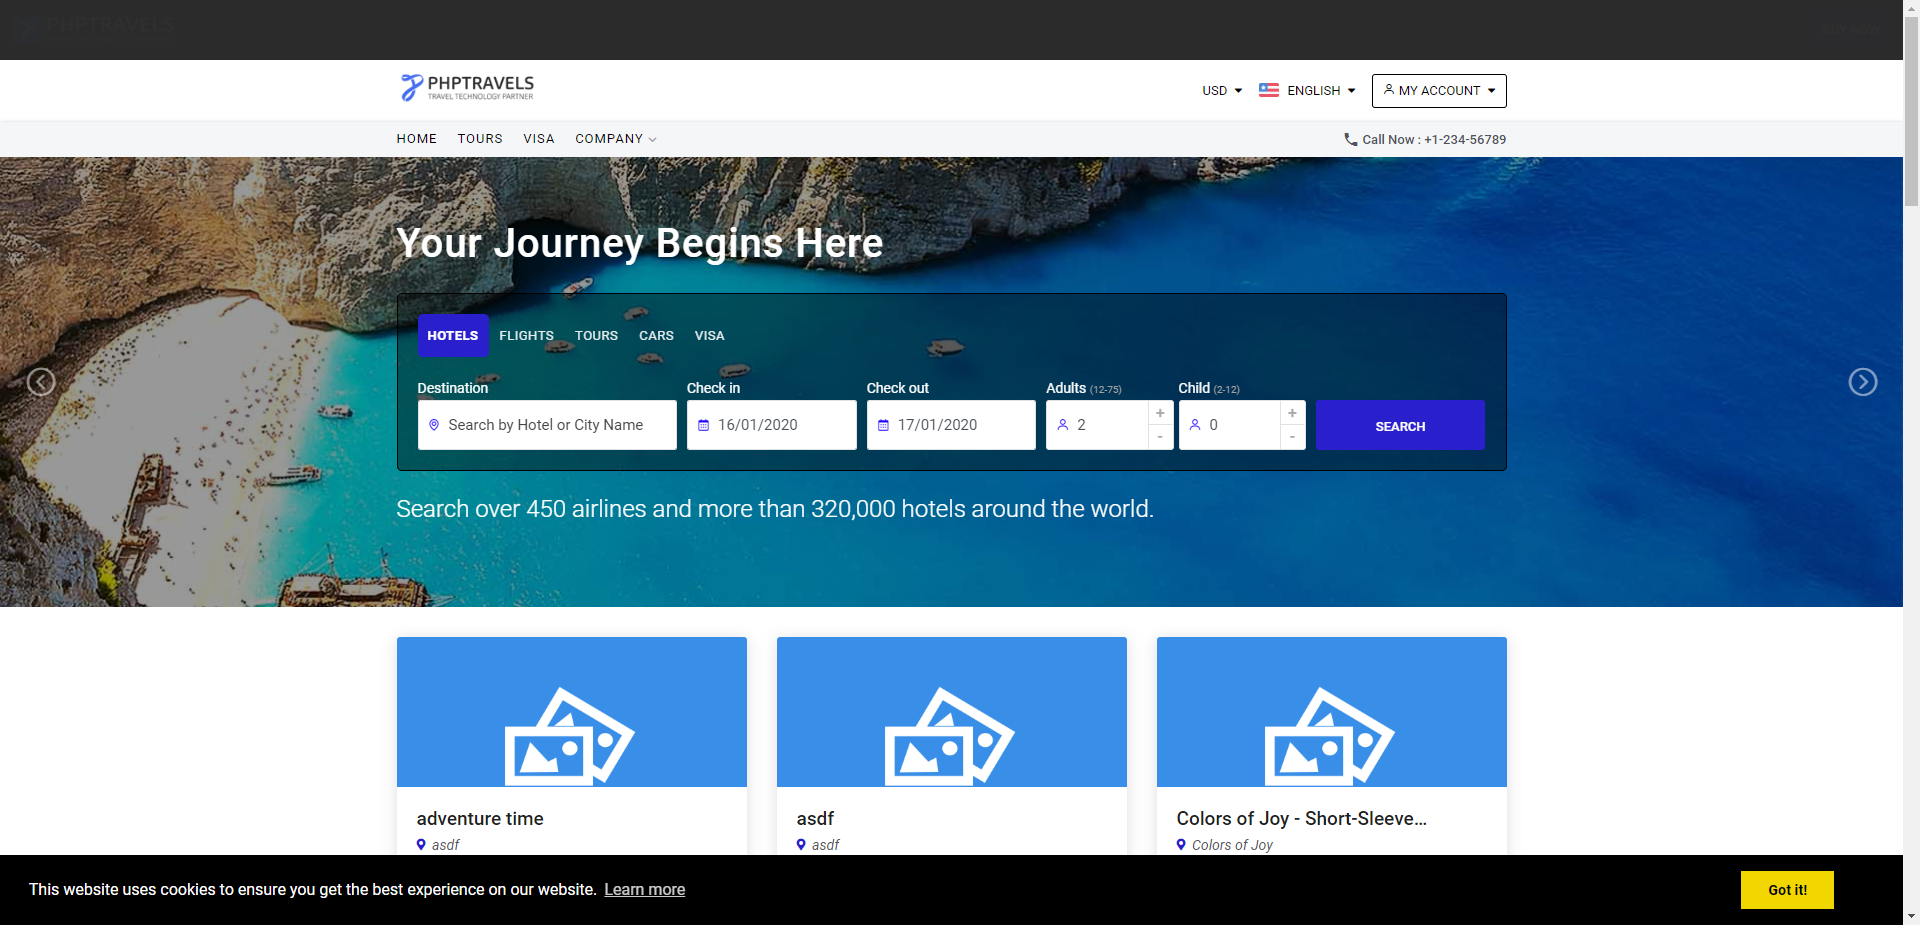 PHPTRAVELS
PHPTRAVELS
TRAVEL TECHNOLOGY PARTNER
USD
ENGLISH
MY ACCOUNT
HOME TOURS VISA COMPANY
Call Now : +1-234-56789
Your Journey Begins Here
HOTELS FLIGHTS TOURS CARS VISA
Destination Check in Check out Adults (12-75) Child (2-12)
Search by Hotel or City Name 16/01/2020 17/01/2020 2 + - 0 + - SEARCH
Search over 450 airlines and more than 320,000 hotels around the world.
adventure time
asdf
asdf
asdf
Colors of Joy - Short-Sleeve...
Colors of Joy
This website uses cookies to ensure you get the best experience on our website. Learn more
Got it!